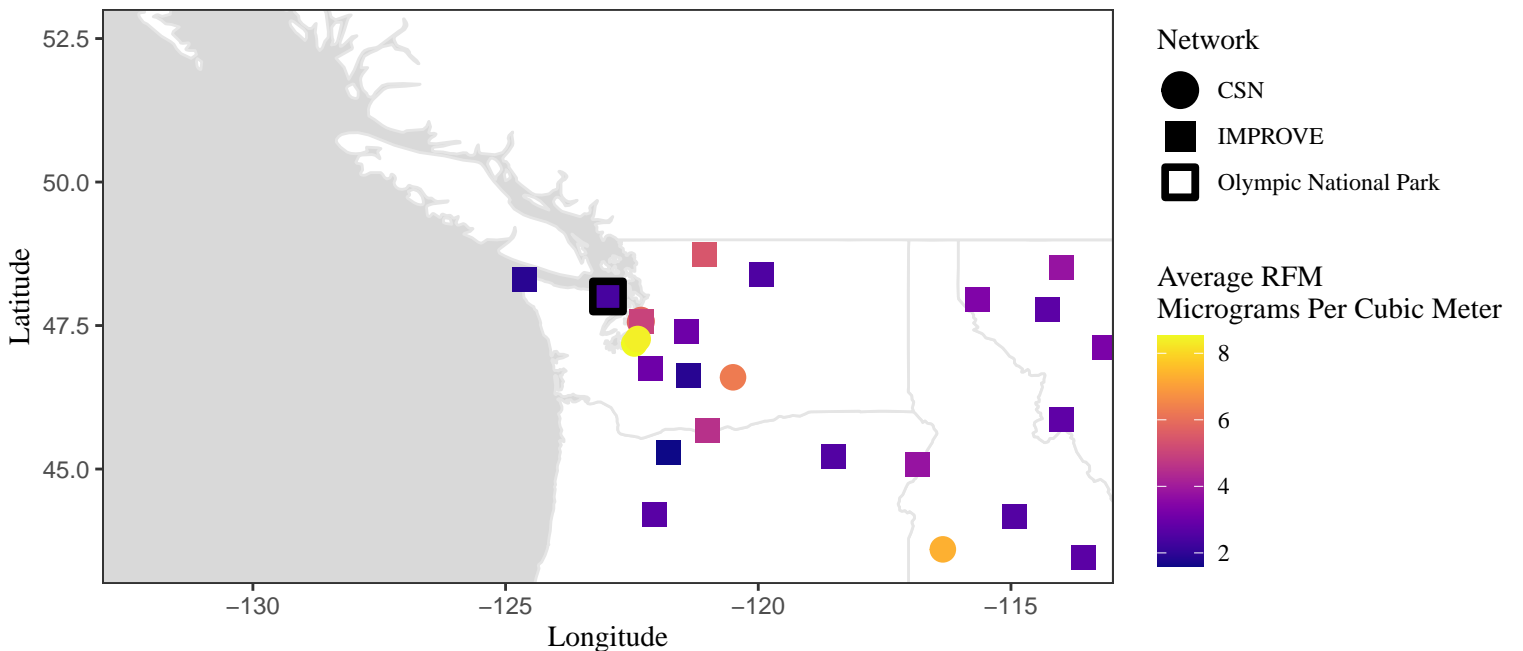 52.5
50.0
47.5
45.0
Latitude
−130
−125
−120
−115
Longitude
Network
CSN
IMPROVE
Olympic National Park
Average RFM
Micrograms Per Cubic Meter
8
6
4
2